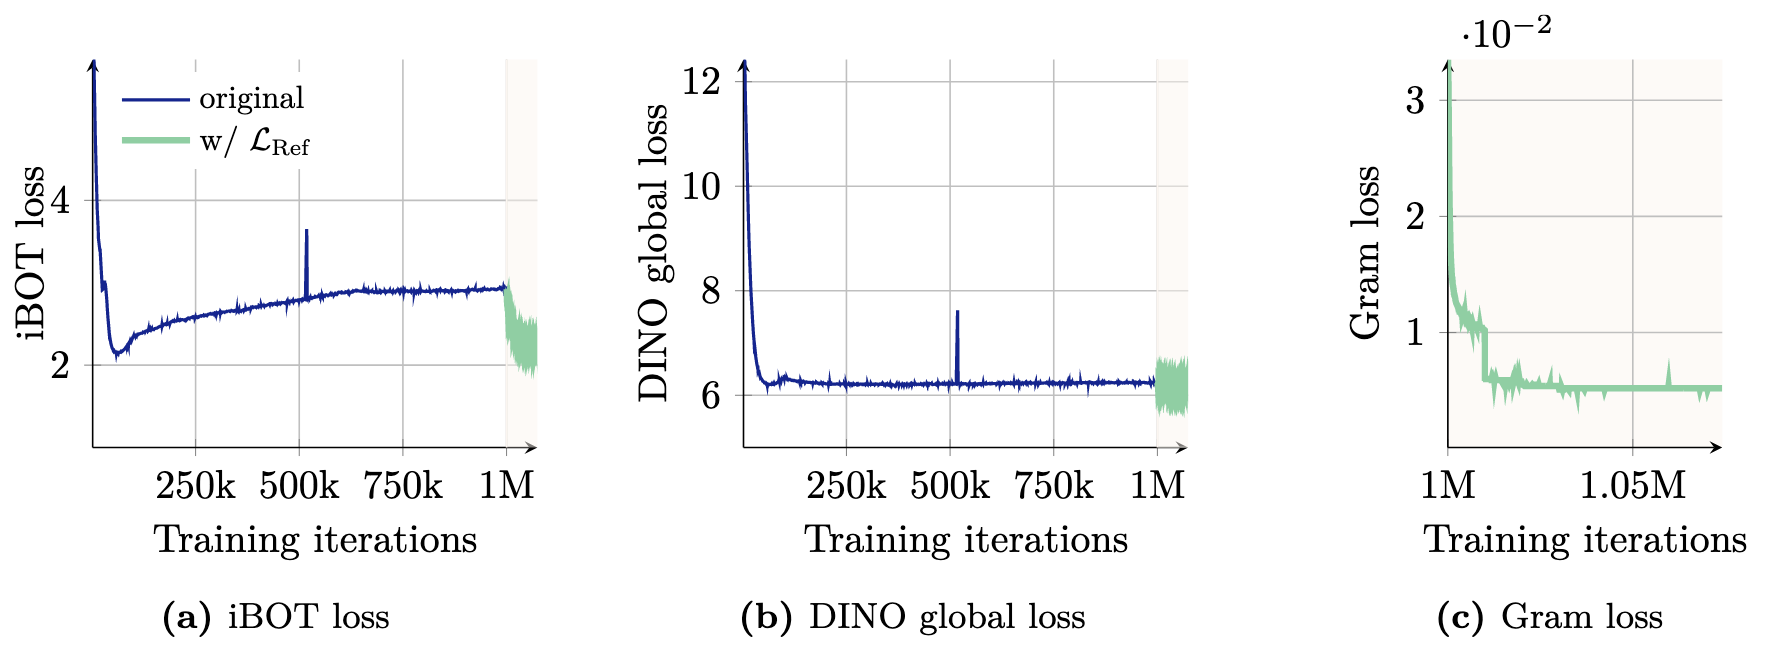 iBOT loss
4
2
original
w/ ℒ_Ref
250k 500k 750k 1M
Training iterations
(a) iBOT loss
DINO global loss
12
10
8
6
250k 500k 750k 1M
Training iterations
(b) DINO global loss
·10⁻²
Gram loss
3
2
1
1M 1.05M
Training iterations
(c) Gram loss